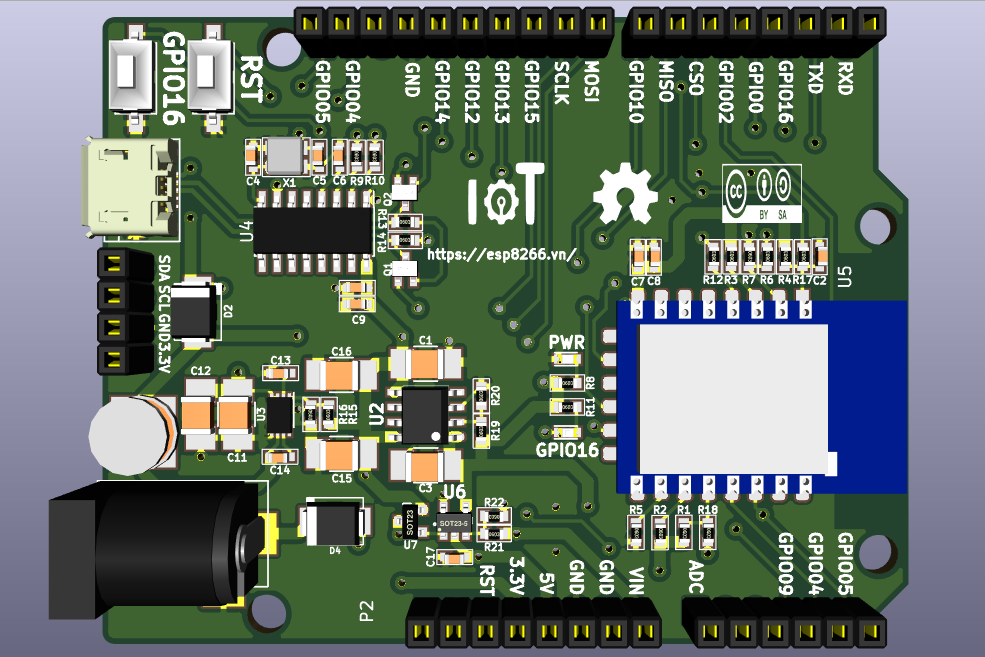 GPIO16
RST
GPIO05
GPIO04
GND
GPIO14
GPIO12
GPIO13
GPIO15
SCLK
MOSI
GPIO10
MISO
CSO
GPIO02
GPIO0
GPIO16
TXD
RXD
C4
X1
C5
C6
R9
R10
Q2
R13
R14
Q1
U4
IoT
https://esp8266.vn/
CC
BY SA
C7
C8
R12
R3
R7
R6
R4
R17
C2
U5
SDA
SCL
GND
3.3V
D2
C9
C13
C16
C1
PWR
C12
U3
R16
R15
U2
R20
R19
R8
R11
GPIO16
C11
C14
C15
C3
U6
SOT23
U7
SOT23-5
R22
R21
C17
D4
R5
R2
R1
R18
P2
RST
3.3V
5V
GND
GND
VIN
ADC
GPIO09
GPIO04
GPIO05